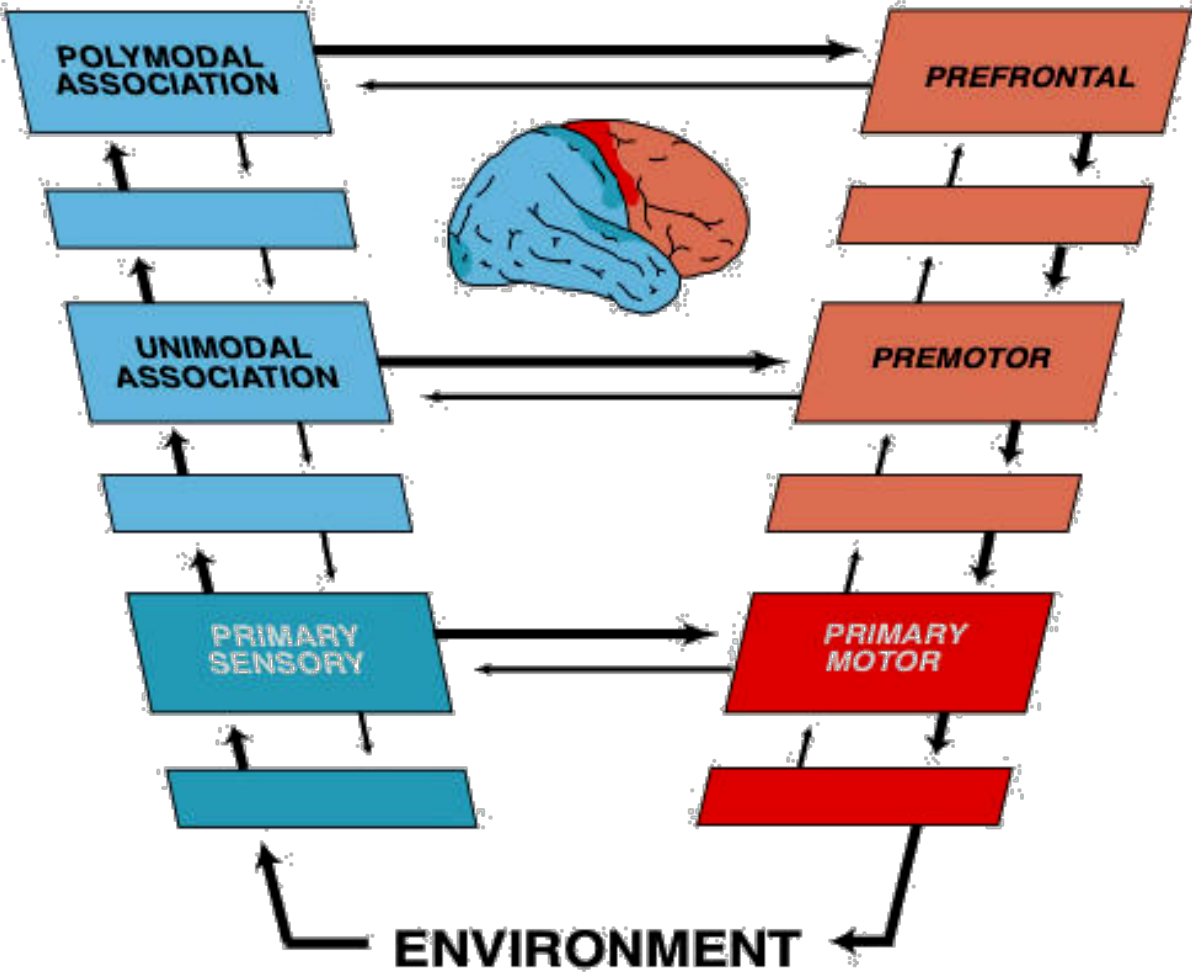 POLYMODAL
ASSOCIATION
PREFRONTAL
UNIMODAL
ASSOCIATION
PREMOTOR
PRIMARY
SENSORY
PRIMARY
MOTOR
ENVIRONMENT